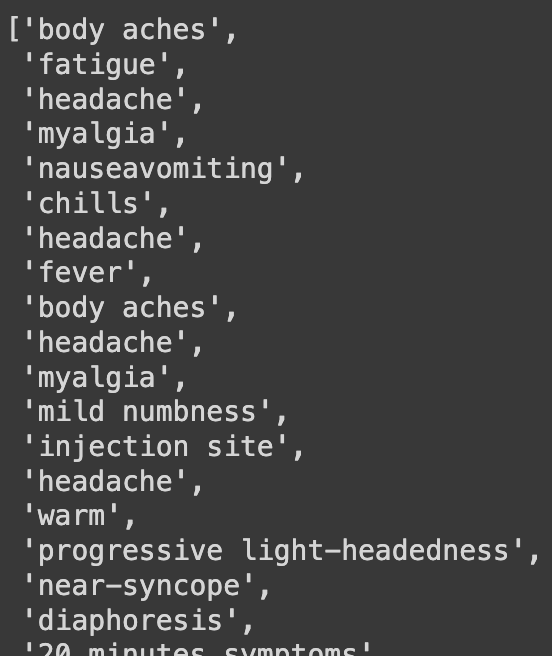 ['body aches',
'fatigue',
'headache',
'myalgia',
'nauseavomiting',
'chills',
'headache',
'fever',
'body aches',
'headache',
'myalgia',
'mild numbness',
'injection site',
'headache',
'warm',
'progressive light-headedness',
'near-syncope',
'diaphoresis',
'20 minutes symptoms'